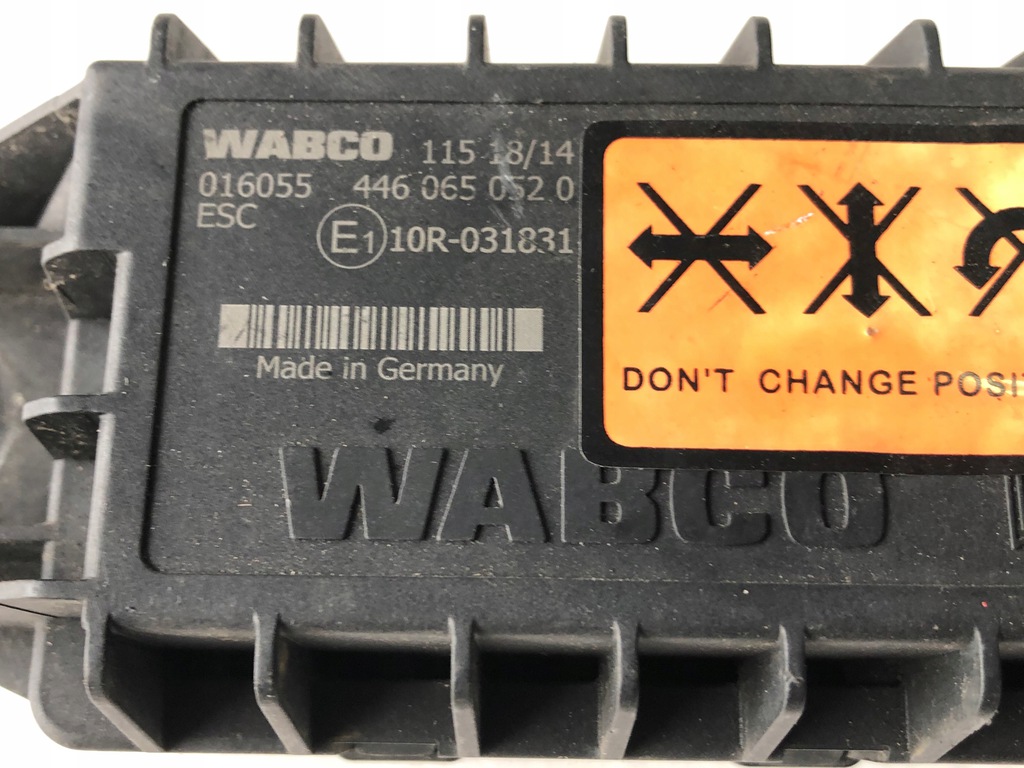 WABCO 115 18/14
016055 446 065 052 0
ESC
E1 10R-031831
Made in Germany
DON'T CHANGE
WABCO